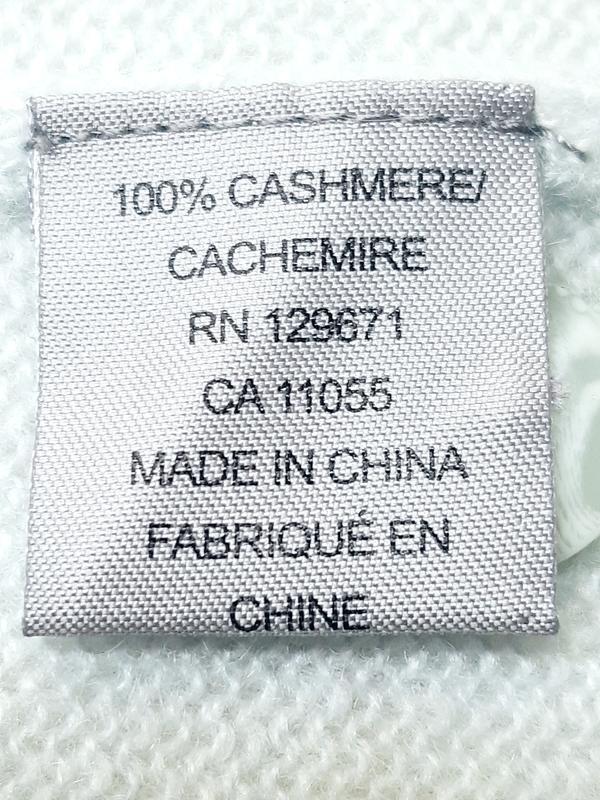 100% CASHMERE/
CACHEMIRE
RN 129671
CA 11055
MADE IN CHINA
FABRIQUÉ EN
CHINE